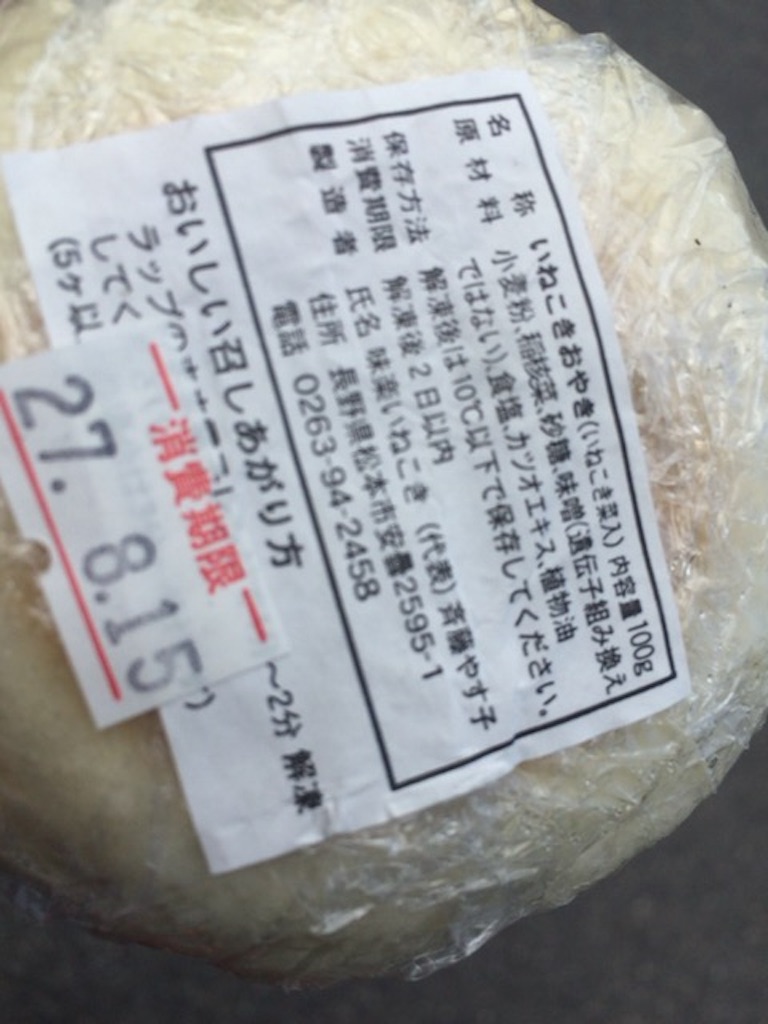 名称 いねこきおやき(いねこき菜入) 内容量100g
原材料 小麦粉、稲核菜、砂糖、味噌(遺伝子組み換え
ではない)、食塩、カツオエキス、植物油
保存方法 解凍後は10℃以下で保存してください。
消費期限 解凍後2日以内
製造者 氏名 味楽いねこき (代表)斉藤やす子
住所 長野県松本市安曇2595-1
電話 0263-94-2458
おいしい召しあがり方
ラップの
〜2分 解凍
してく
(5ケ以
消費期限
27. 8.15